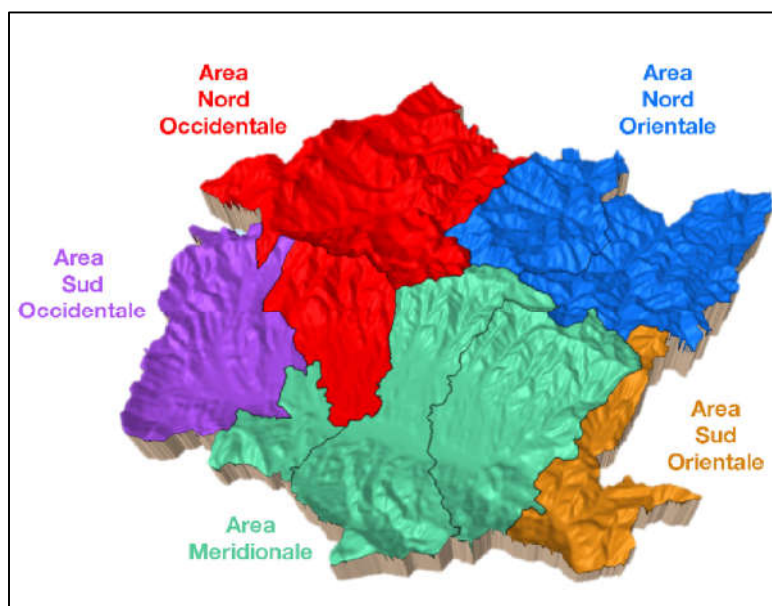 Area
Nord
Occidentale
Area
Nord
Orientale
Area
Sud
Occidentale
Area
Sud
Orientale
Area
Meridionale